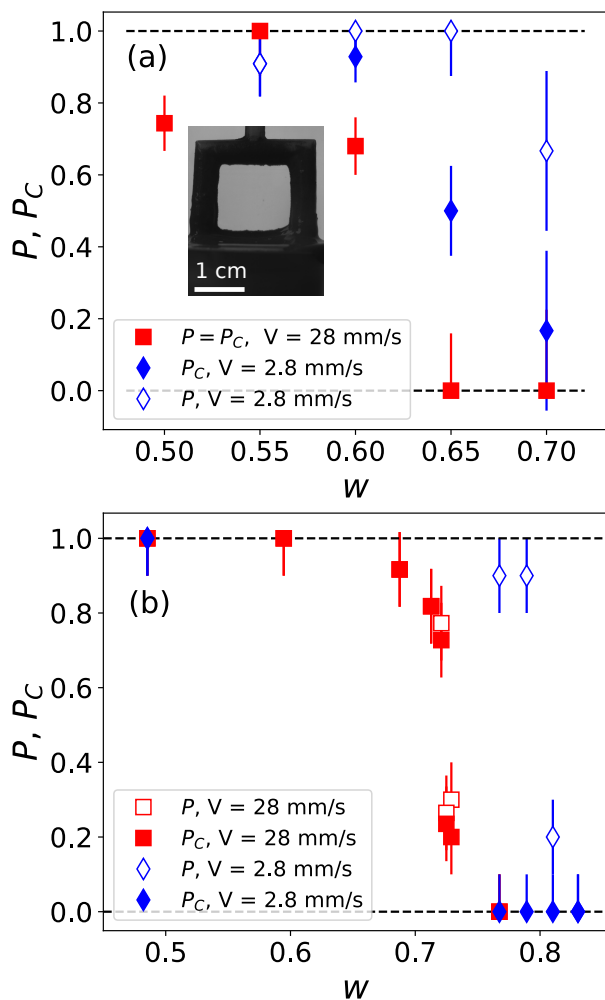 1.0
(a)
0.8
0.6
P, P_C
0.4
1 cm
0.2
P = P_C, V = 28 mm/s
P_C, V = 2.8 mm/s
P, V = 2.8 mm/s
0.0
0.50 0.55 0.60 0.65 0.70
w
1.0
(b)
0.8
0.6
P, P_C
0.4
0.2
P, V = 28 mm/s
P_C, V = 28 mm/s
P, V = 2.8 mm/s
P_C, V = 2.8 mm/s
0.0
0.5 0.6 0.7 0.8
w